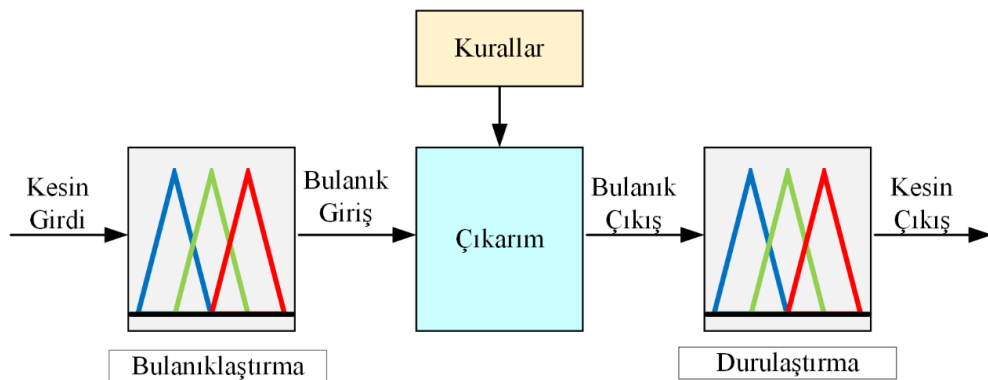 Kurallar
Kesin
Girdi
Bulanık
Giriş
Çıkarım
Bulanık
Çıkış
Kesin
Çıkış
Bulanıklaştırma
Durulaştırma